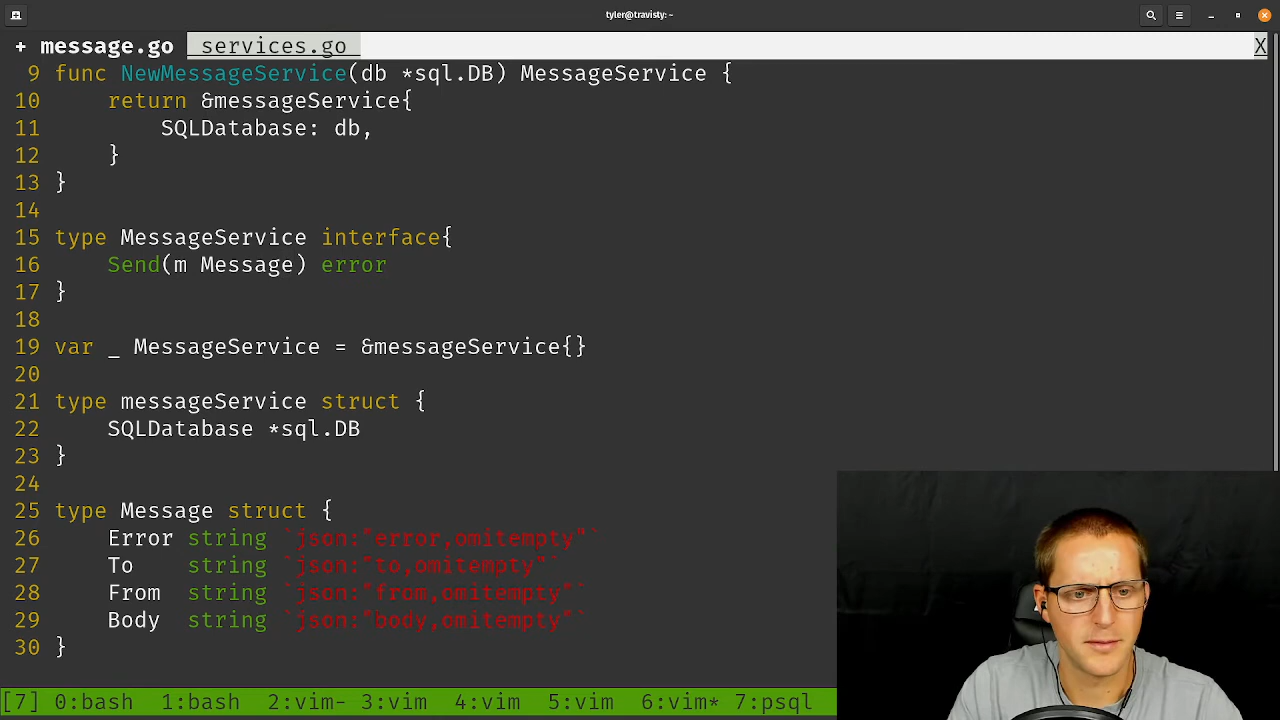 tyler@travisty: ~
+ message.go services.go X
9 func NewMessageService(db *sql.DB) MessageService {
10 return &messageService{
11 SQLDatabase: db,
12 }
13 }
14
15 type MessageService interface{
16 Send(m Message) error
17 }
18
19 var _ MessageService = &messageService{}
20
21 type messageService struct {
22 SQLDatabase *sql.DB
23 }
24
25 type Message struct {
26 Error string `json:"error,omitempty"`
27 To string `json:"to,omitempty"`
28 From string `json:"from,omitempty"`
29 Body string `json:"body,omitempty"`
30 }
[7] 0:bash 1:bash 2:vim- 3:vim 4:vim 5:vim 6:vim* 7:psql